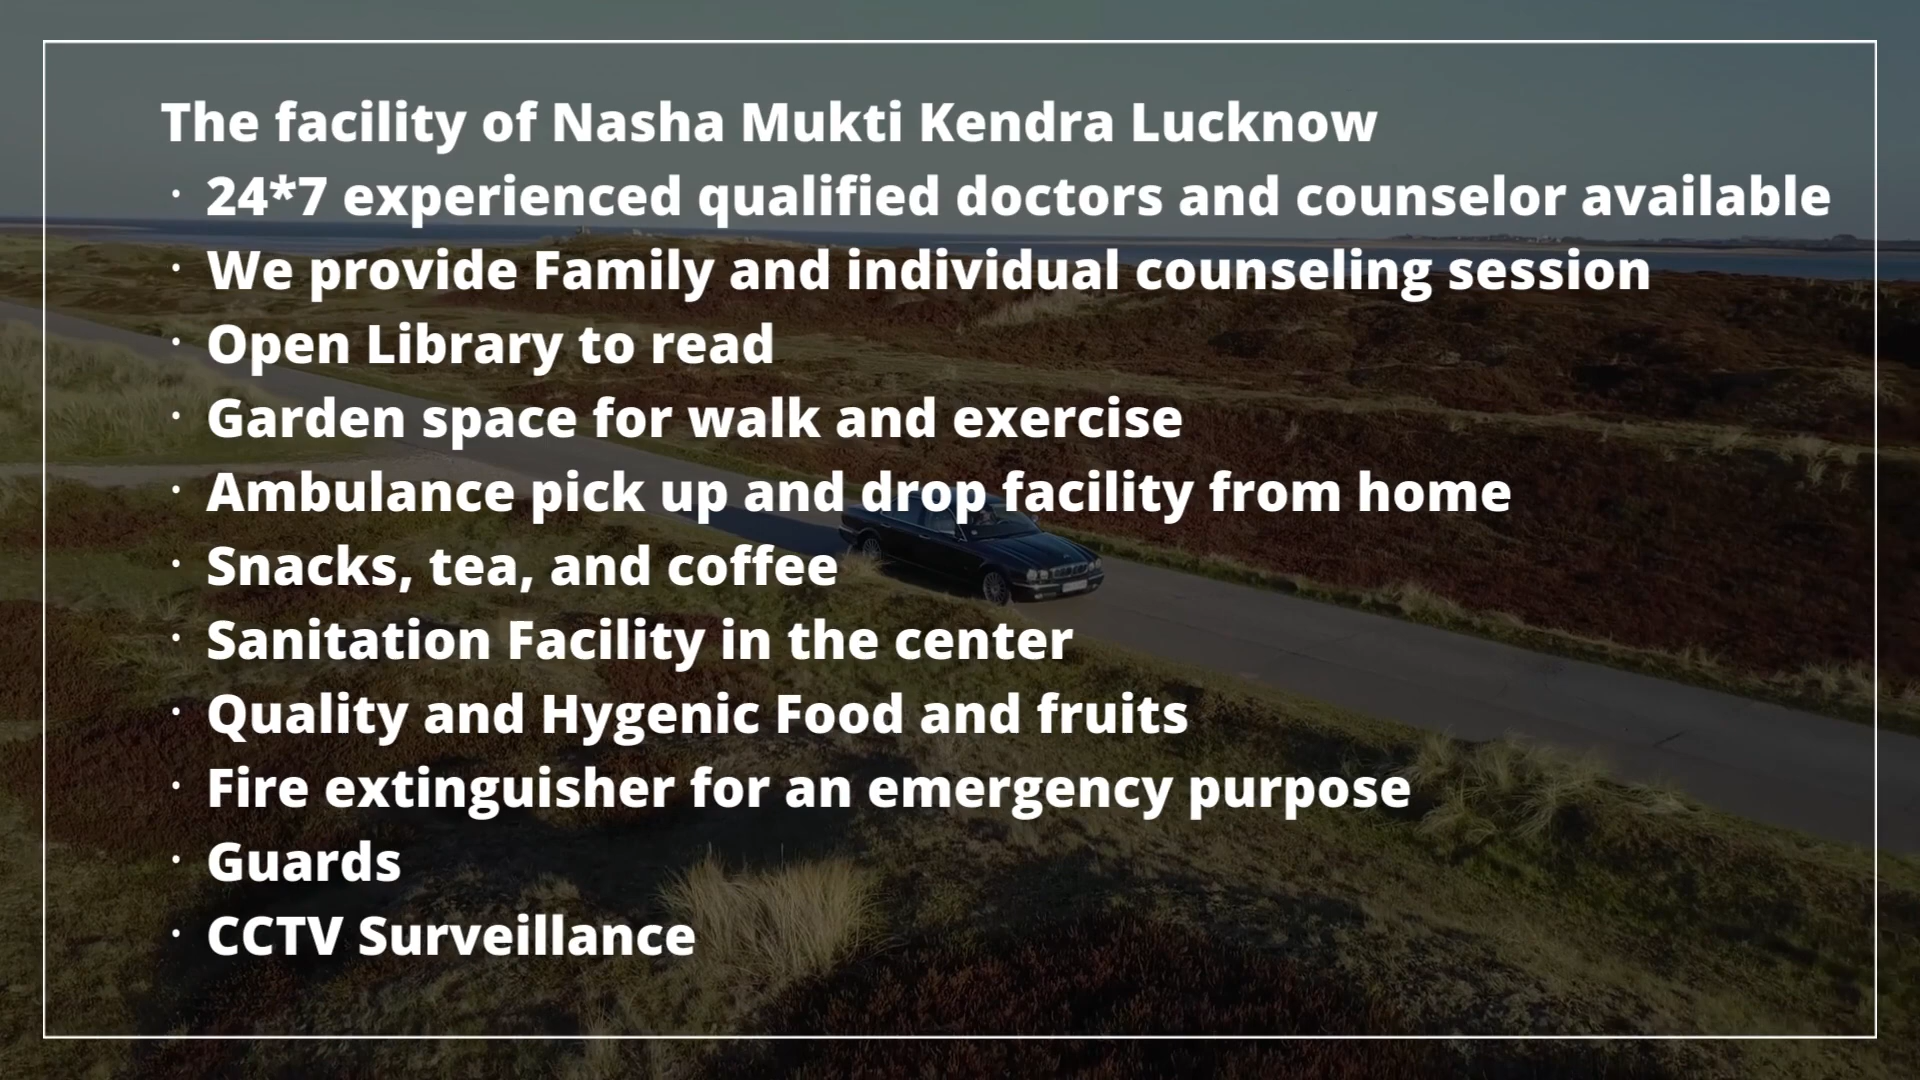 The facility of Nasha Mukti Kendra Lucknow
· 24*7 experienced qualified doctors and counselor available
· We provide Family and individual counseling session
· Open Library to read
· Garden space for walk and exercise
· Ambulance pick up and drop facility from home
· Snacks, tea, and coffee
· Sanitation Facility in the center
· Quality and Hygenic Food and fruits
· Fire extinguisher for an emergency purpose
· Guards
· CCTV Surveillance